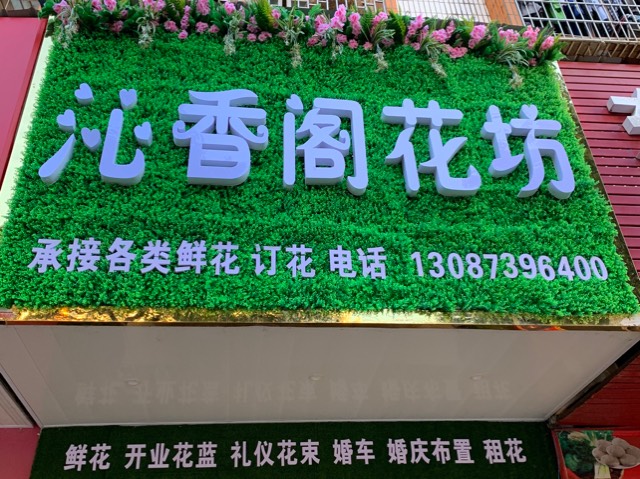 沁香阁花坊
承接各类鲜花 订花 电话 13087396400
鲜花 开业花蓝 礼仪花束 婚车 婚庆布置 租花